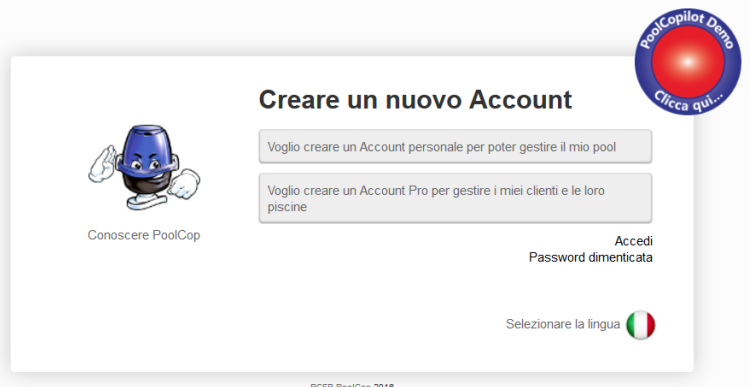 PoolCopilot Demo
Clicca qui...
Creare un nuovo Account
Voglio creare un Account personale per poter gestire il mio pool
Voglio creare un Account Pro per gestire i miei clienti e le loro
piscine
Conoscere PoolCop
Accedi
Password dimenticata
Selezionare la lingua
PoolCop 2016